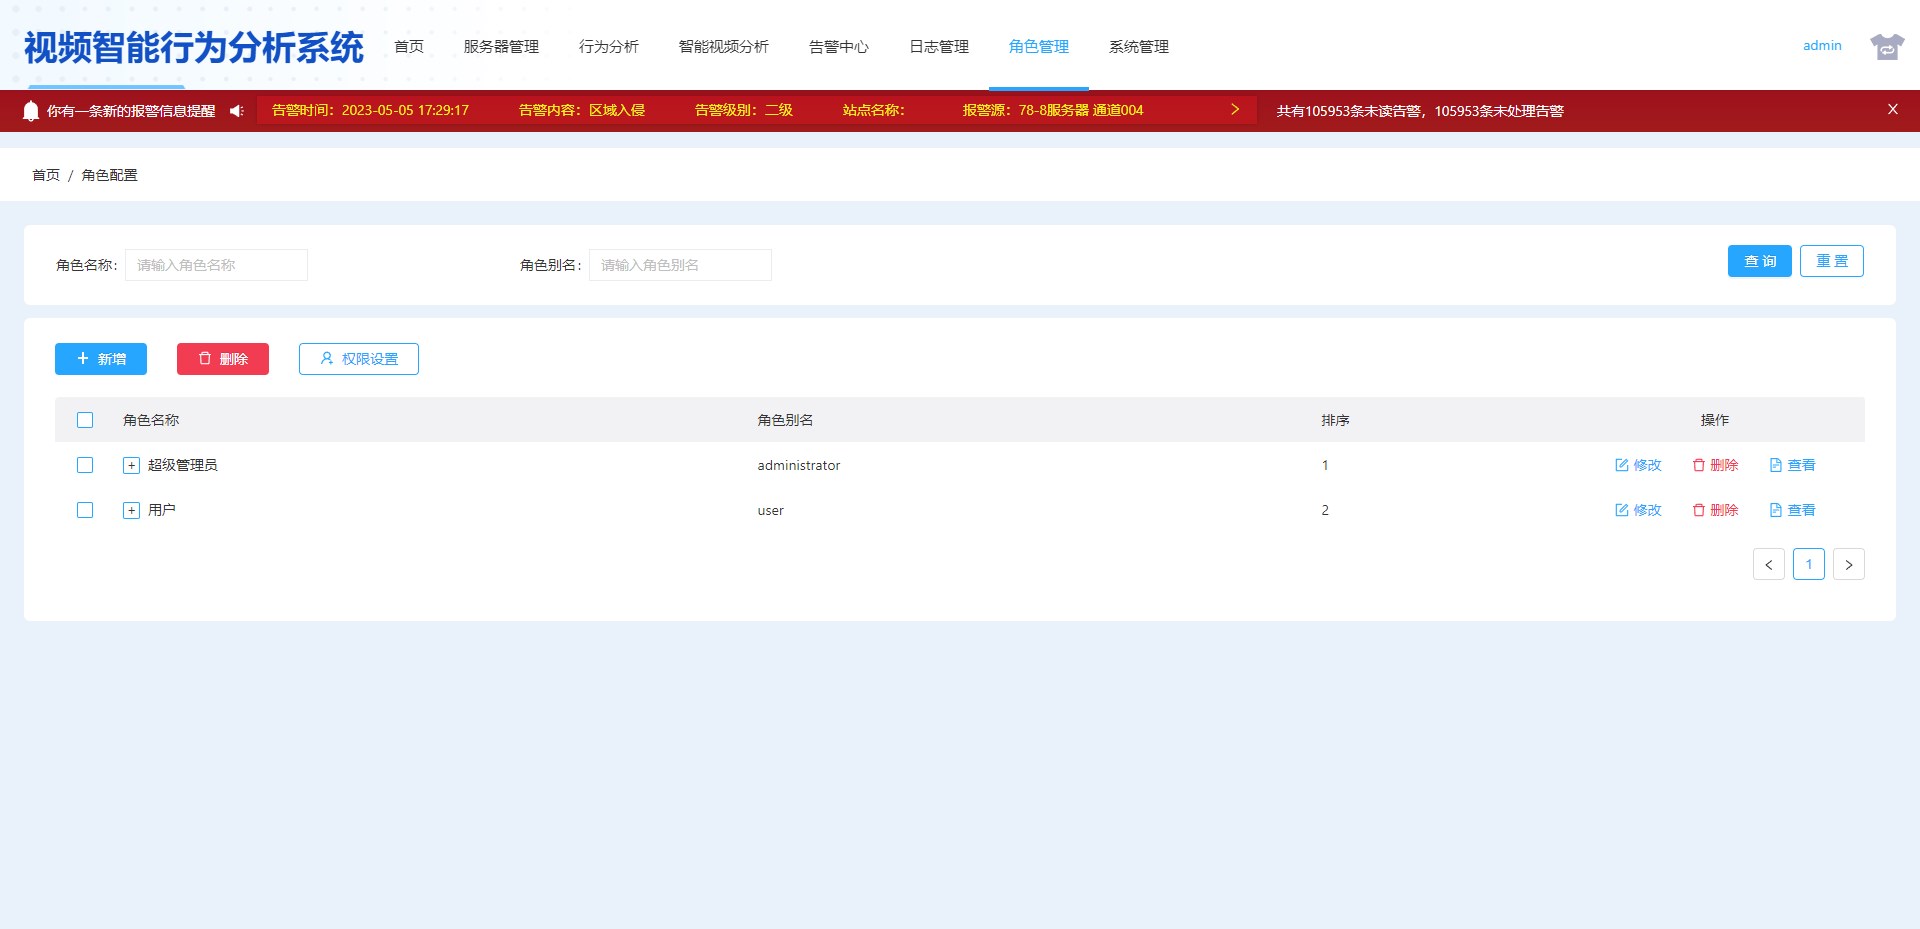 视频智能行为分析系统 首页 服务器管理 行为分析 智能视频分析 告警中心 日志管理 角色管理 系统管理 admin
你有一条新的报警信息提醒 告警时间：2023-05-05 17:29:17 告警内容：区域入侵 告警级别：二级 站点名称： 报警源：78-8服务器 通道004 共有105953条未读告警，105953条未处理告警
首页 / 角色配置
角色名称： 请输入角色名称 角色别名： 请输入角色别名 查询 重置
新增 删除 权限设置
角色名称 角色别名 排序 操作
超级管理员 administrator 1 修改 删除 查看
用户 user 2 修改 删除 查看
< 1 >